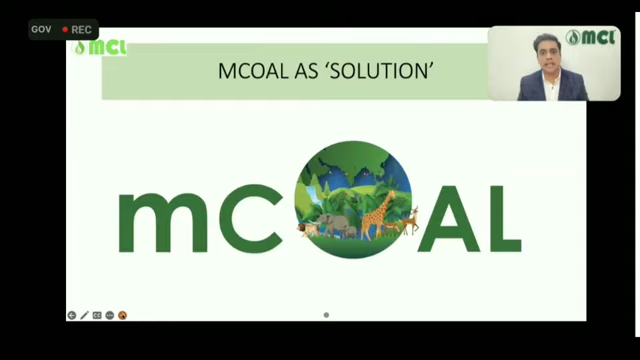 GOV REC
MCL
MCL
MCOAL AS ‘SOLUTION’
mCOAL